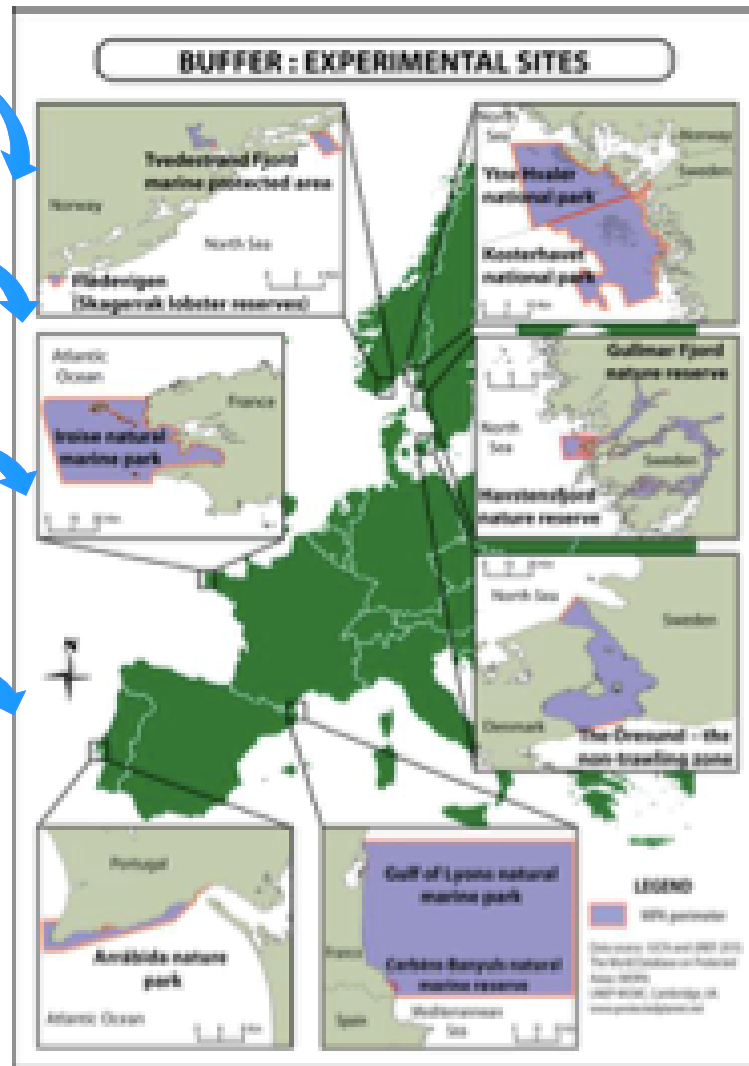 BUFFER : EXPERIMENTAL SITES
Tvedestrand Fjord
marine protected area
Norway
North Sea
Flødevigen
(Skagerrak lobster reserves)
North
Sea
Norway
Sweden
Ytre Hvaler
national park
Kosterhavet
national park
Atlantic
Ocean
France
Iroise natural
marine park
Gullmar Fjord
nature reserve
North
Sea
Sweden
Havstensfjord
nature reserve
North Sea
Sweden
Denmark
The Oresund – the
non-trawling zone
N
Portugal
Arrábida nature
park
Atlantic Ocean
Gulf of Lyons natural
marine park
France
Cerbère Banyuls natural
marine reserve
Spain
Mediterranean
Sea
LEGEND
MPA perimeter